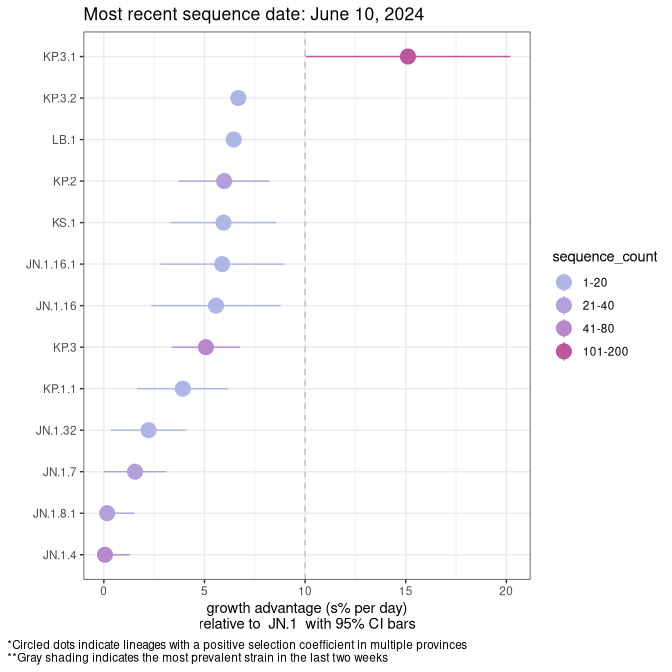 Most recent sequence date: June 10, 2024
KP.3.1
KP.3.2
LB.1
KP.2
KS.1
JN.1.16.1
JN.1.16
KP.3
KP.1.1
JN.1.32
JN.1.7
JN.1.8.1
JN.1.4
0 5 10 15 20
growth advantage (s% per day)
relative to JN.1 with 95% CI bars
sequence_count
1-20
21-40
41-80
101-200
*Circled dots indicate lineages with a positive selection coefficient in multiple provinces
**Gray shading indicates the most prevalent strain in the last two weeks